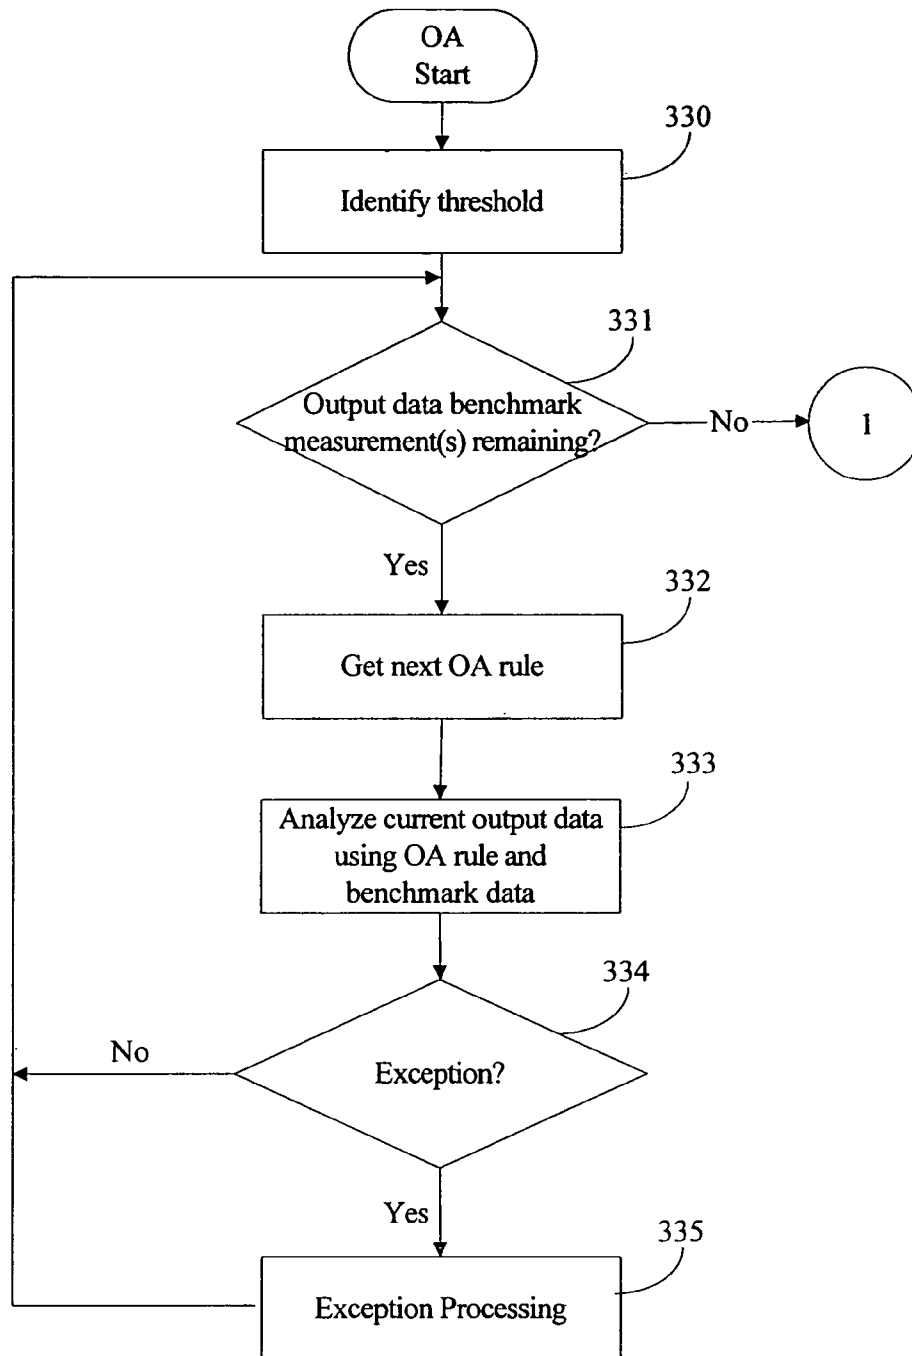 OA
Start
330
Identify threshold
331
Output data benchmark
measurement(s) remaining?
No
1
Yes
332
Get next OA rule
333
Analyze current output data
using OA rule and
benchmark data
334
No
Exception?
Yes
335
Exception Processing